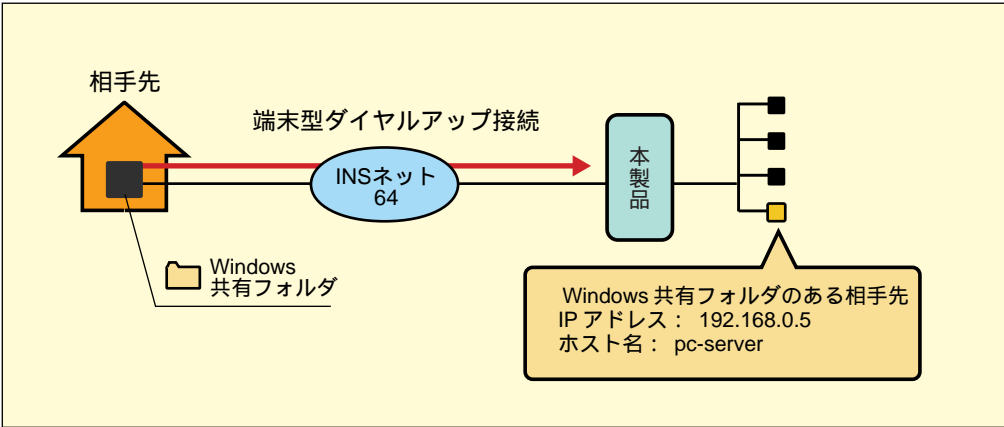 相手先
端末型ダイヤルアップ接続
INSネット
64
本製品
Windows
共有フォルダ
Windows 共有フォルダのある相手先
IP アドレス： 192.168.0.5
ホスト名： pc-server